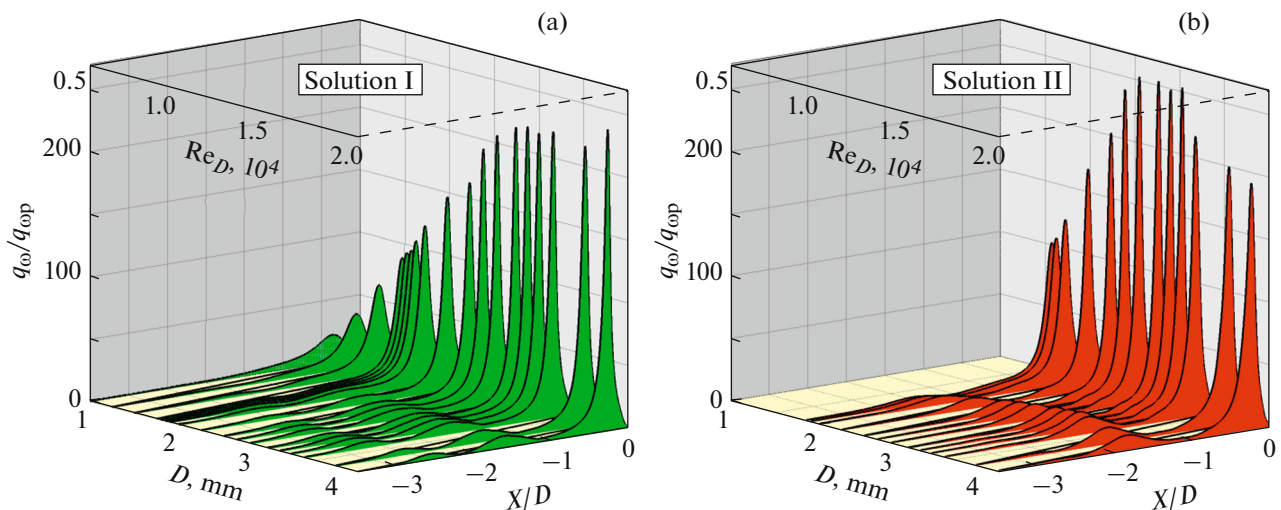 (a)
0.5
Solution I
1.0
1.5
2.0
Re_D, 10^4
200
100
0
q_ω/q_ωp
1
2
3
4
D, mm
−3
−2
−1
0
X/D
(b)
0.5
Solution II
1.0
1.5
2.0
Re_D, 10^4
200
100
0
q_ω/q_ωp
1
2
3
4
D, mm
−3
−2
−1
0
X/D